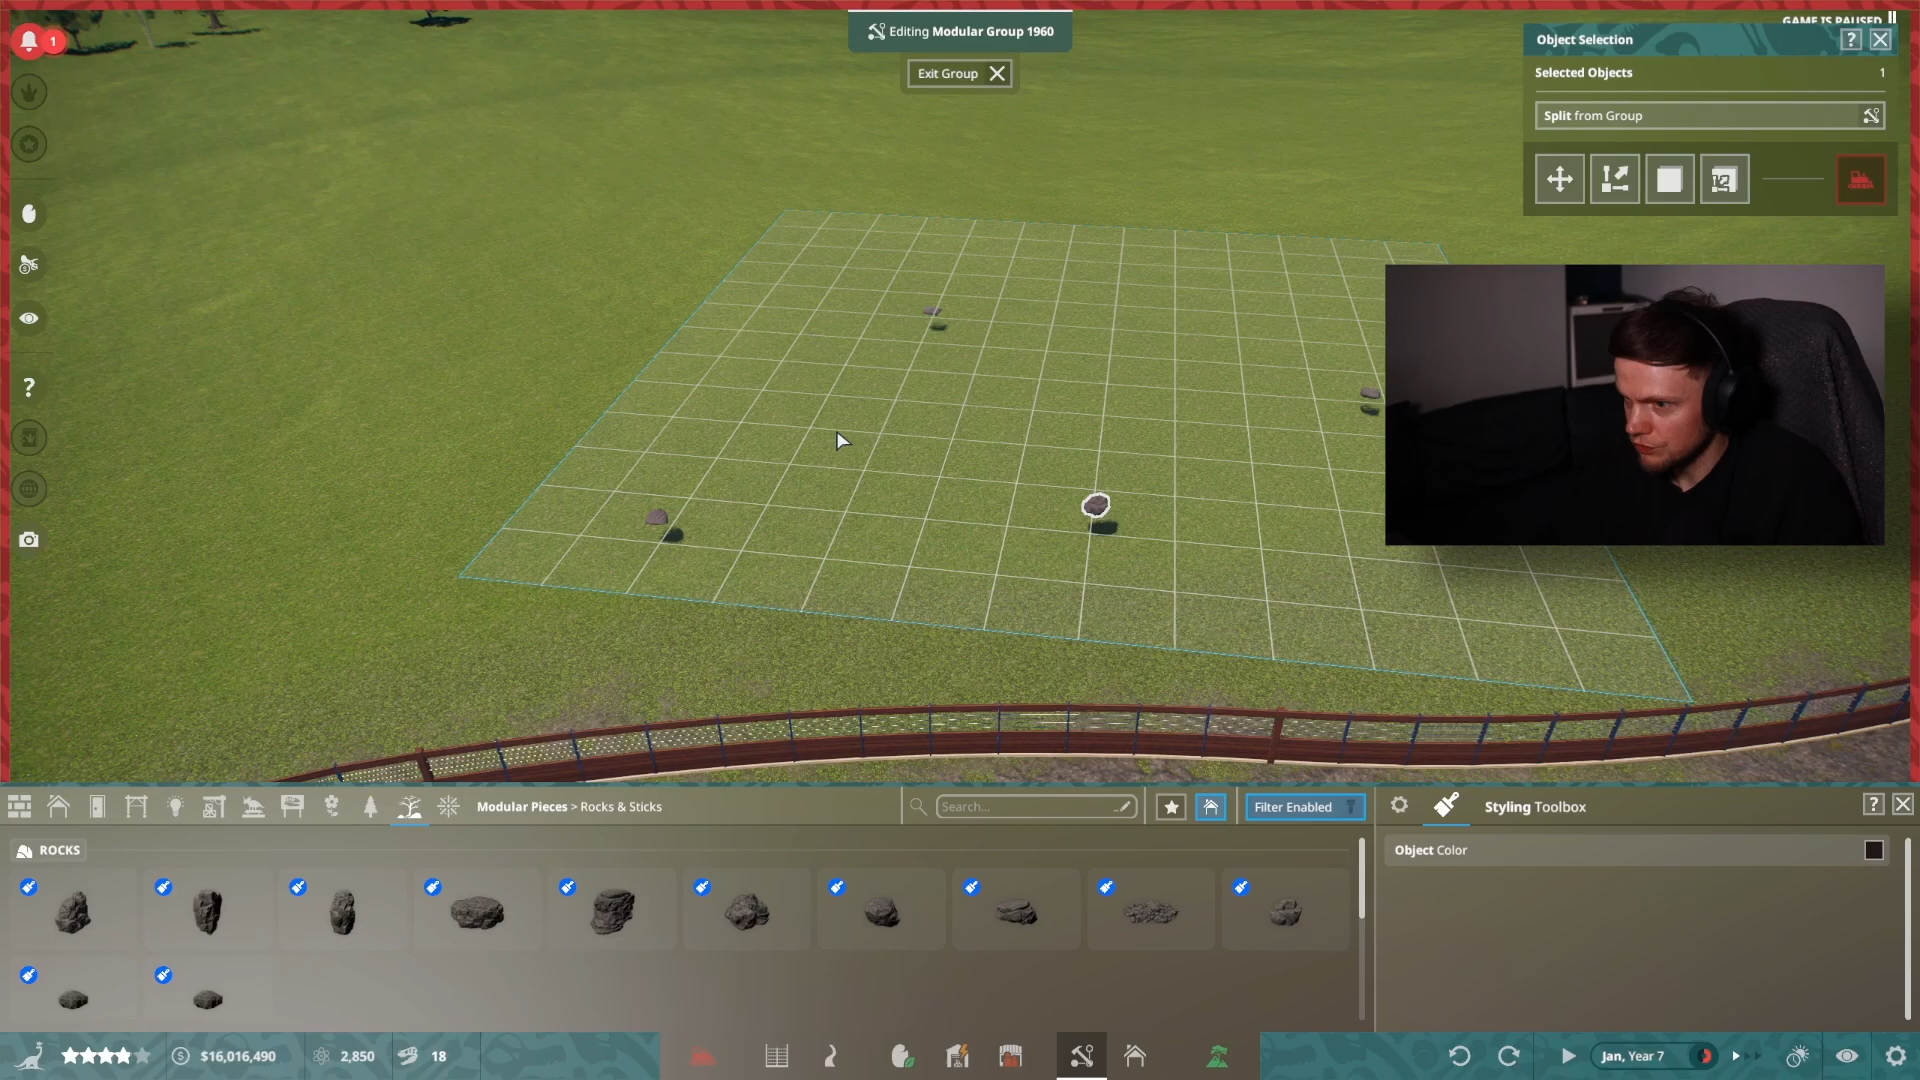 GAME IS PAUSED
1
Editing Modular Group 1960
Exit Group
Object Selection
?
Selected Objects 1
Split from Group
?
Modular Pieces > Rocks & Sticks
Search...
Filter Enabled
Styling Toolbox
?
ROCKS
Object Color
$16,016,490
2,850
18
Jan, Year 7